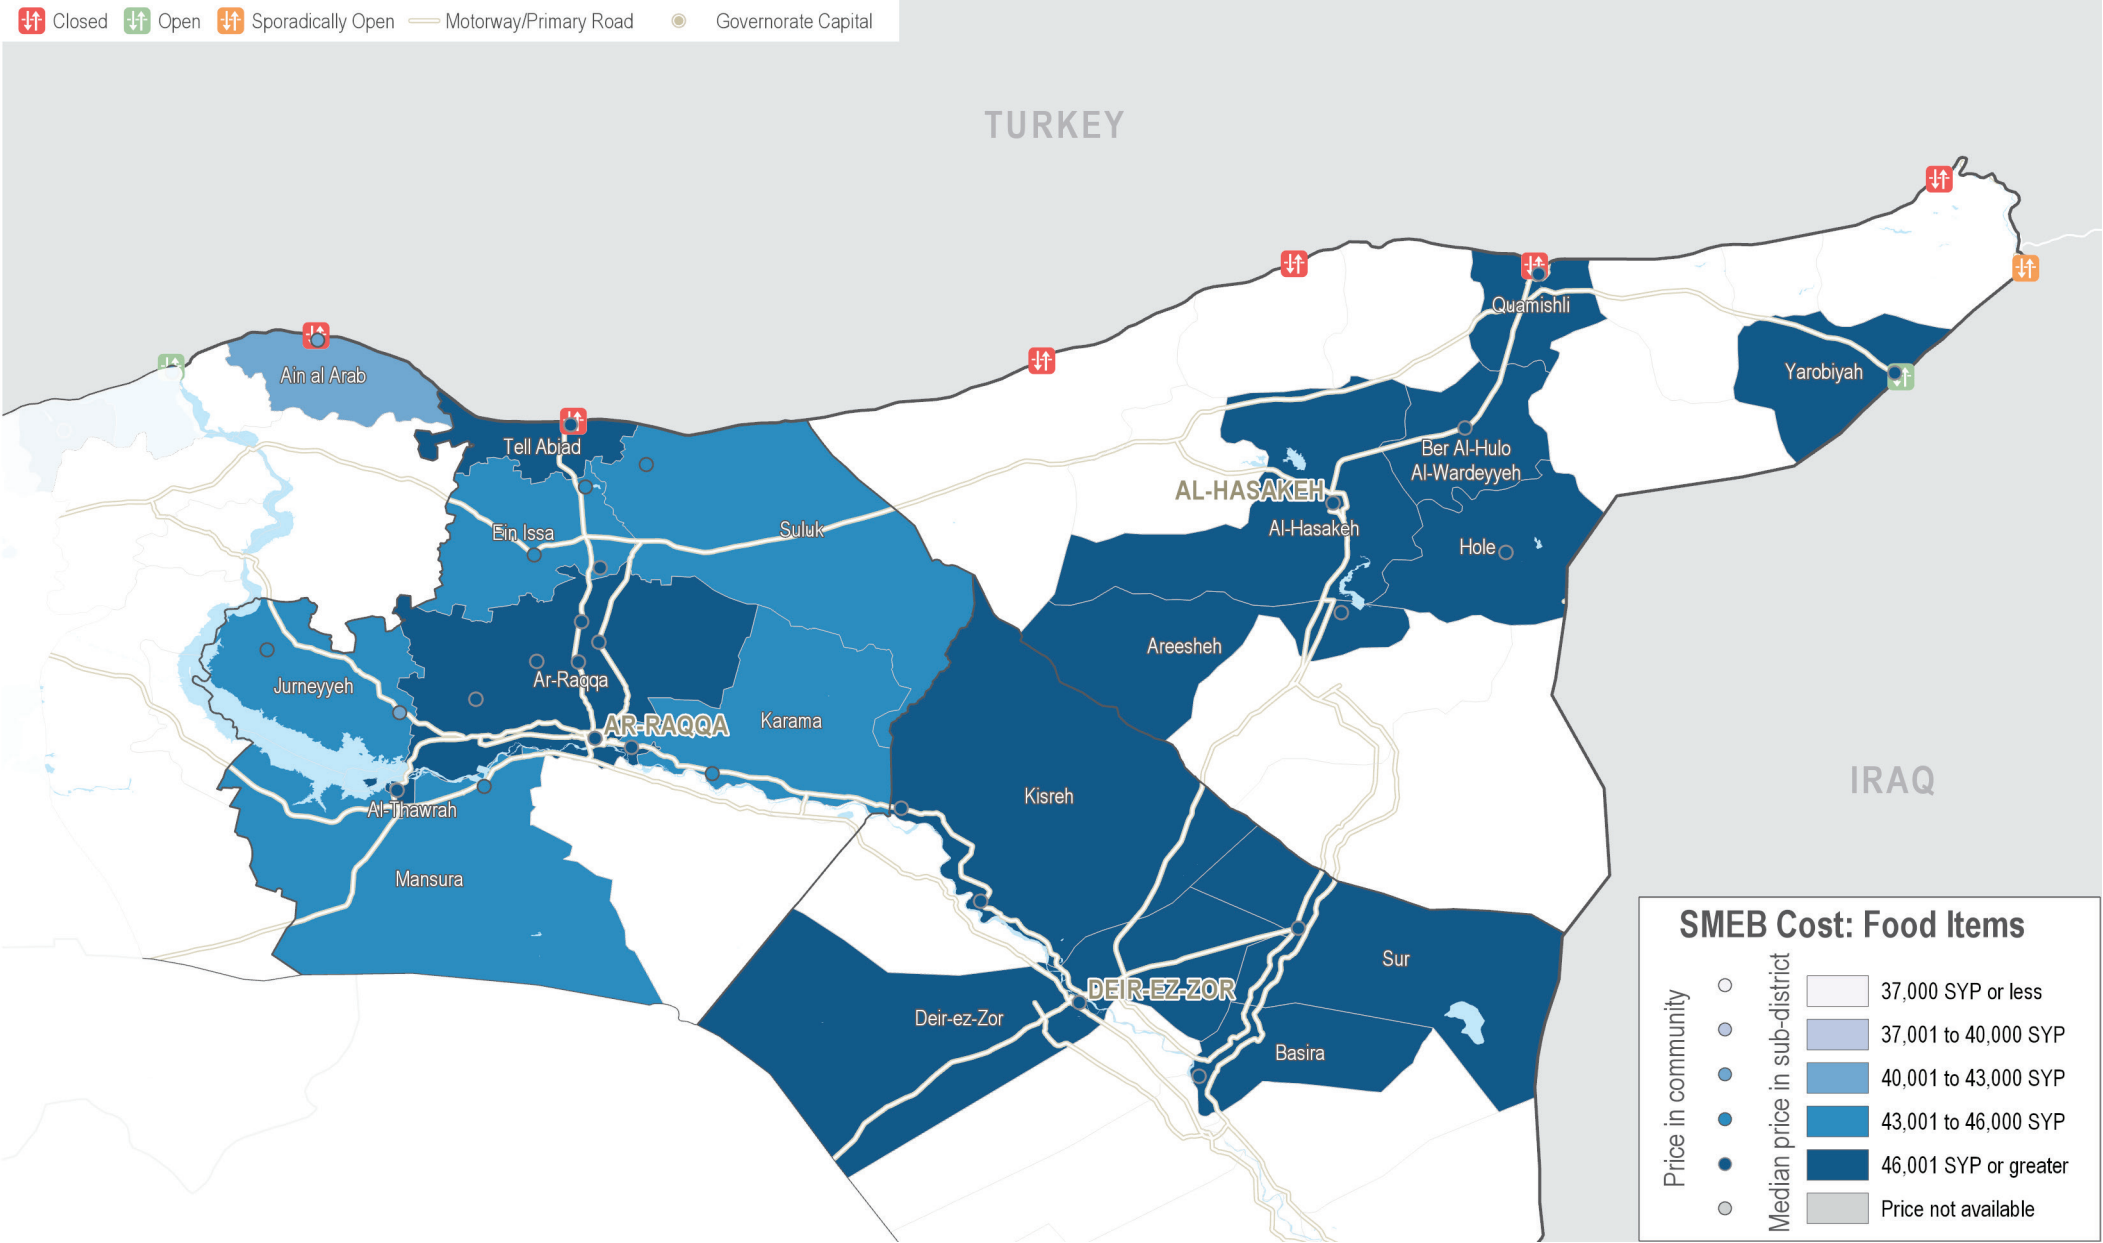 Closed Open Sporadically Open Motorway/Primary Road Governorate Capital
TURKEY
Quamishli
Yarobiyah
Ain al Arab
Tell Abiad
Ber Al-Hulo
Al-Wardeyyeh
AL-HASAKEH
Al-Hasakeh
Ein Issa
Suluk
Hole
Areesheh
Jurneyyeh
Ar-Raqqa
AR-RAQQA
Karama
IRAQ
Kisreh
Al-Thawrah
Mansura
Sur
DEIR-EZ-ZOR
Deir-ez-Zor
Basira
SMEB Cost: Food Items
Price in community
Median price in sub-district
37,000 SYP or less
37,001 to 40,000 SYP
40,001 to 43,000 SYP
43,001 to 46,000 SYP
46,001 SYP or greater
Price not available